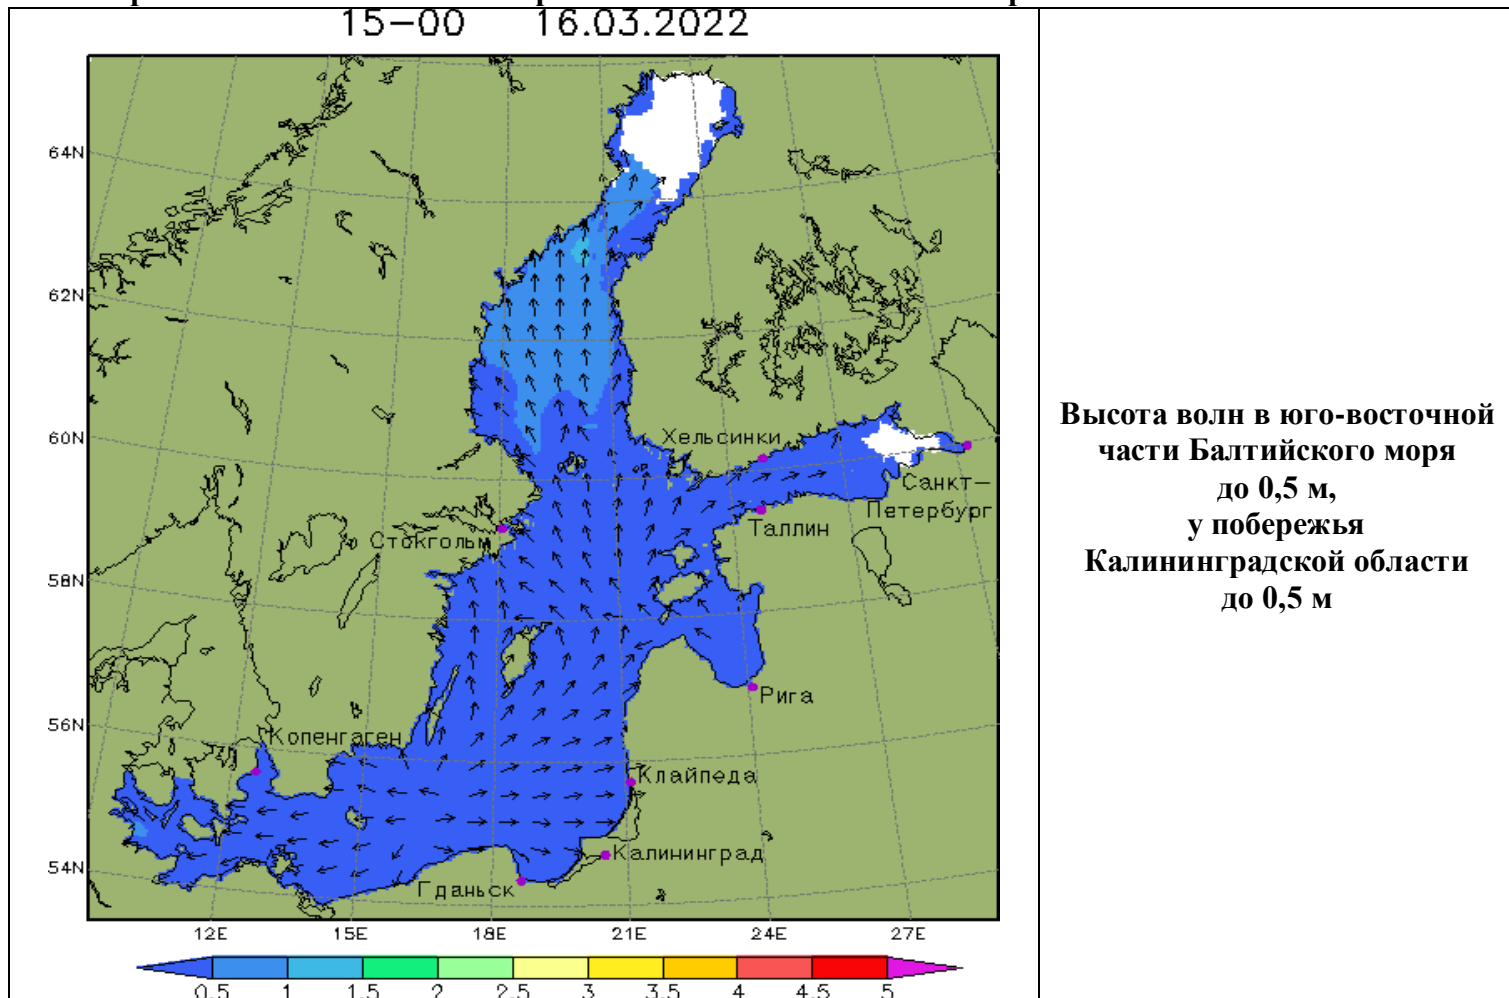 15-00 16.03.2022
64N
62N
60N
58N
56N
54N
Хельсинки
Санкт-
Петербург
Таллин
Стокгольм
Рига
Копенгаген
Клайпеда
Калининград
Гданьск
12E 15E 18E 21E 24E 27E
0.5 1 1.5 2 2.5 3 3.5 4 4.5 5
Высота волн в юго-восточной
части Балтийского моря
до 0,5 м,
у побережья
Калининградской области
до 0,5 м